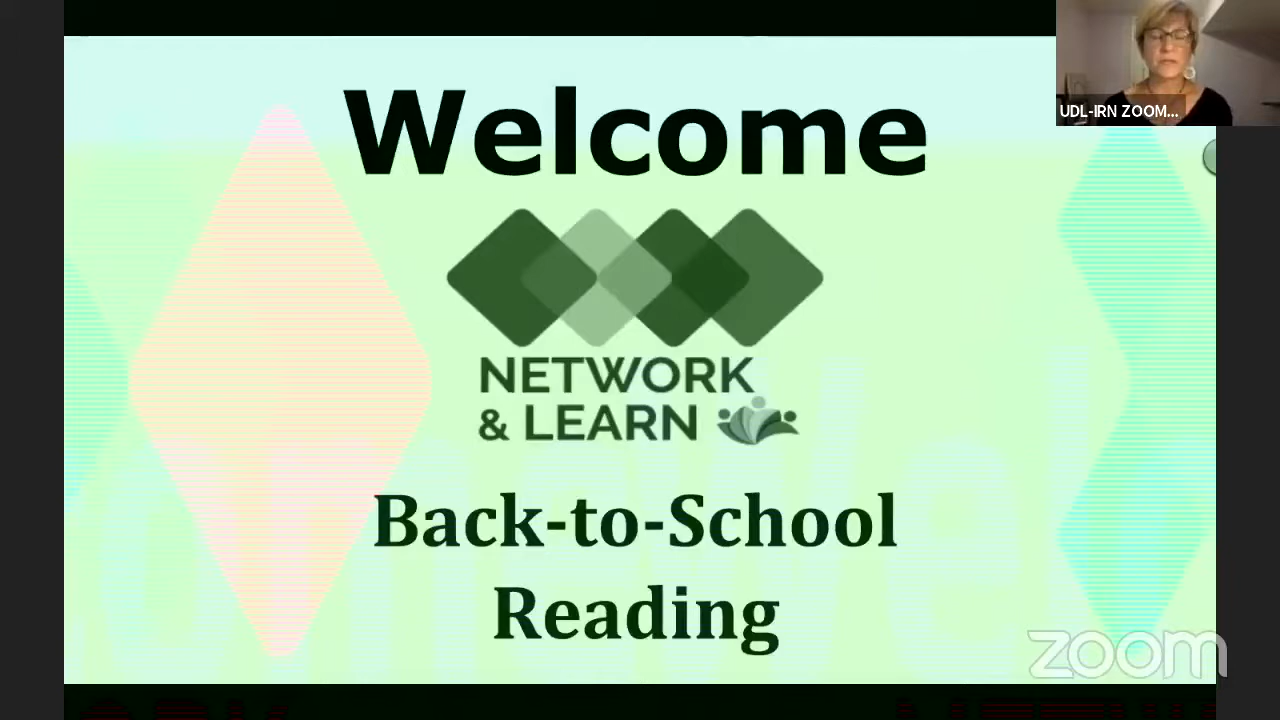 Welcome
UDL-IRN ZOOM...
NETWORK
& LEARN
Back-to-School
Reading
zoom